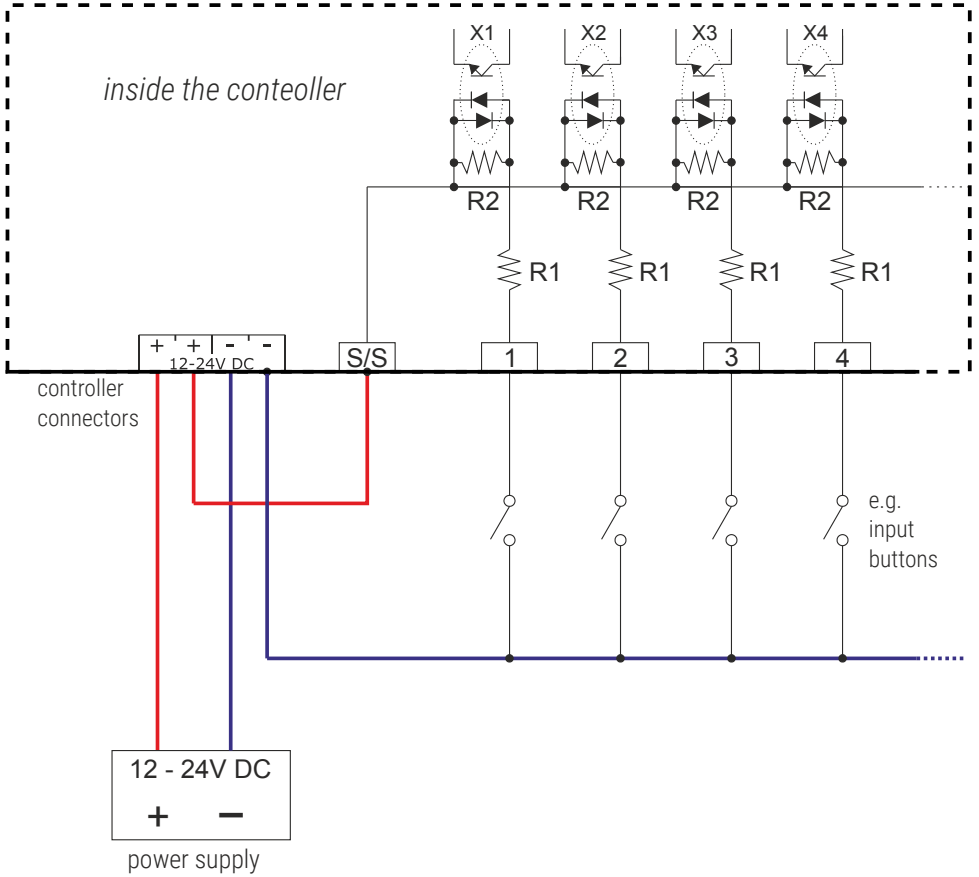 X1 X2 X3 X4
inside the conteoller
R2 R2 R2 R2
R1 R1 R1 R1
+ + - -
12-24V DC
S/S 1 2 3 4
controller
connectors
e.g.
input
buttons
12 - 24V DC
+ −
power supply